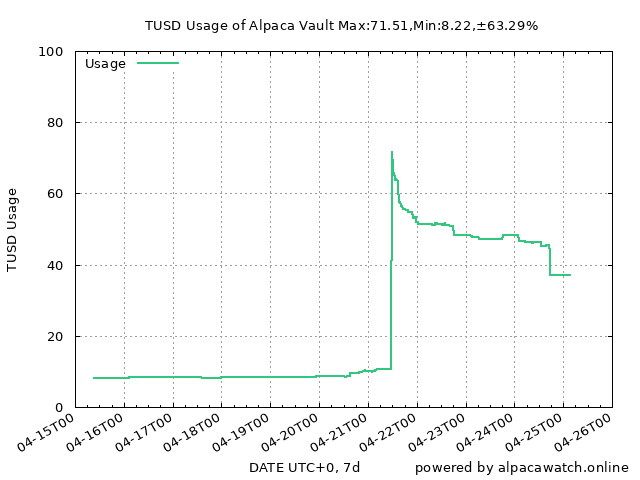 TUSD Usage of Alpaca Vault Max:71.51,Min:8.22,±63.29%
Usage
TUSD Usage
100
80
60
40
20
0
04-15T00
04-16T00
04-17T00
04-18T00
04-19T00
04-20T00
04-21T00
04-22T00
04-23T00
04-24T00
04-25T00
04-26T00
DATE UTC+0, 7d
powered by alpacawatch.online